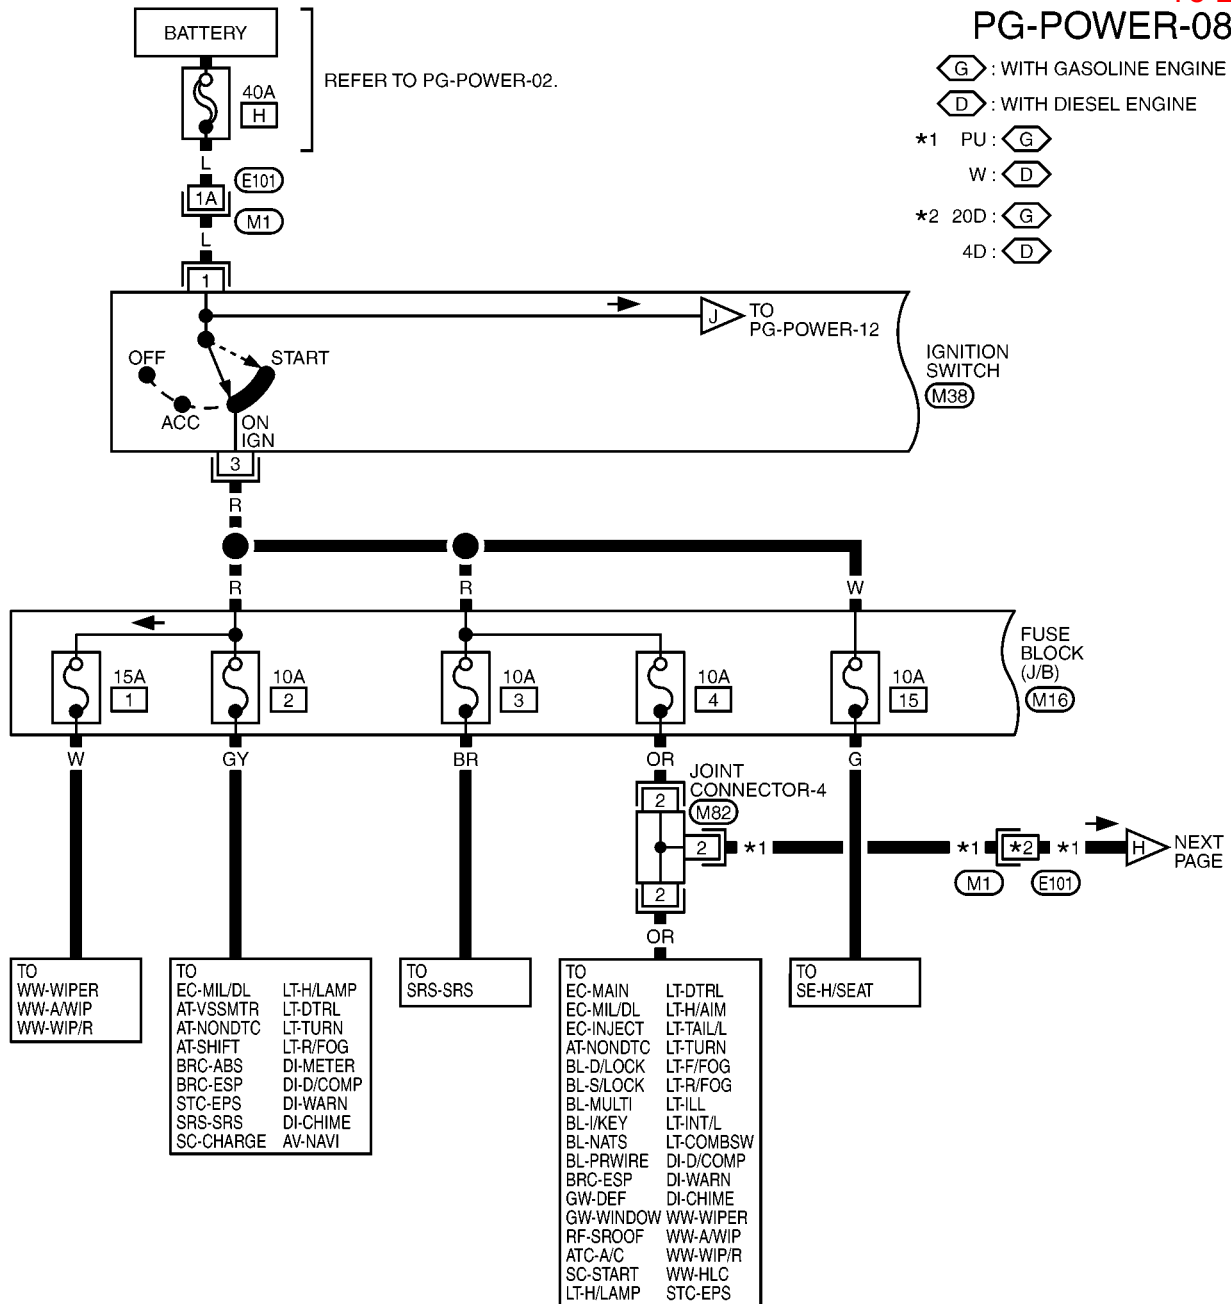 PG-POWER-08
BATTERY
40A
H
REFER TO PG-POWER-02.
G : WITH GASOLINE ENGINE
D : WITH DIESEL ENGINE
*1 PU : G
W : D
*2 20D : G
4D : D
L
1A
E101
M1
L
1
J
TO
PG-POWER-12
OFF
START
ACC
ON
IGN
IGNITION
SWITCH
M38
3
R
R
R
W
15A
1
10A
2
10A
3
10A
4
10A
15
FUSE
BLOCK
(J/B)
M16
W
GY
BR
OR
G
2
JOINT
CONNECTOR-4
M82
2
*1
*1
*2
*1
H
NEXT
PAGE
M1
E101
2
OR
TO
WW-WIPER
WW-A/WIP
WW-WIP/R
TO
EC-MIL/DL LT-H/LAMP
AT-VSSMTR LT-DTRL
AT-NONDTC LT-TURN
AT-SHIFT LT-R/FOG
BRC-ABS DI-METER
BRC-ESP DI-D/COMP
STC-EPS DI-WARN
SRS-SRS DI-CHIME
SC-CHARGE AV-NAVI
TO
SRS-SRS
TO
EC-MAIN LT-DTRL
EC-MIL/DL LT-H/AIM
EC-INJECT LT-TAIL/L
AT-NONDTC LT-TURN
BL-D/LOCK LT-F/FOG
BL-S/LOCK LT-R/FOG
BL-MULTI LT-ILL
BL-I/KEY LT-INT/L
BL-NATS LT-COMBSW
BL-PRWIRE DI-D/COMP
BRC-ESP DI-WARN
GW-DEF DI-CHIME
GW-WINDOW WW-WIPER
RF-SROOF WW-A/WIP
ATC-A/C WW-WIP/R
SC-START WW-HLC
LT-H/LAMP STC-EPS
TO
SE-H/SEAT